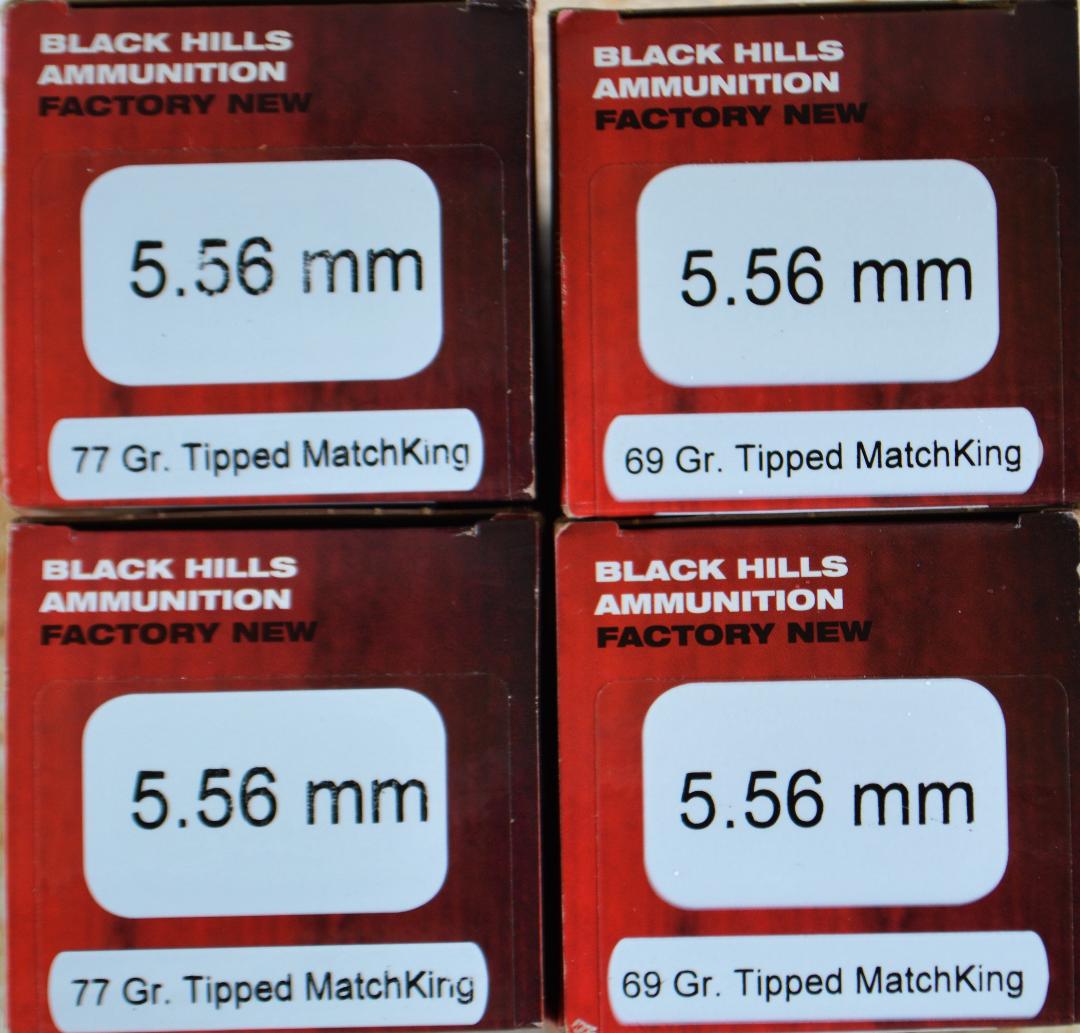 BLACK HILLS
AMMUNITION
FACTORY NEW
5.56 mm
77 Gr. Tipped MatchKing
BLACK HILLS
AMMUNITION
FACTORY NEW
5.56 mm
69 Gr. Tipped MatchKing
BLACK HILLS
AMMUNITION
FACTORY NEW
5.56 mm
77 Gr. Tipped MatchKing
BLACK HILLS
AMMUNITION
FACTORY NEW
5.56 mm
69 Gr. Tipped MatchKing